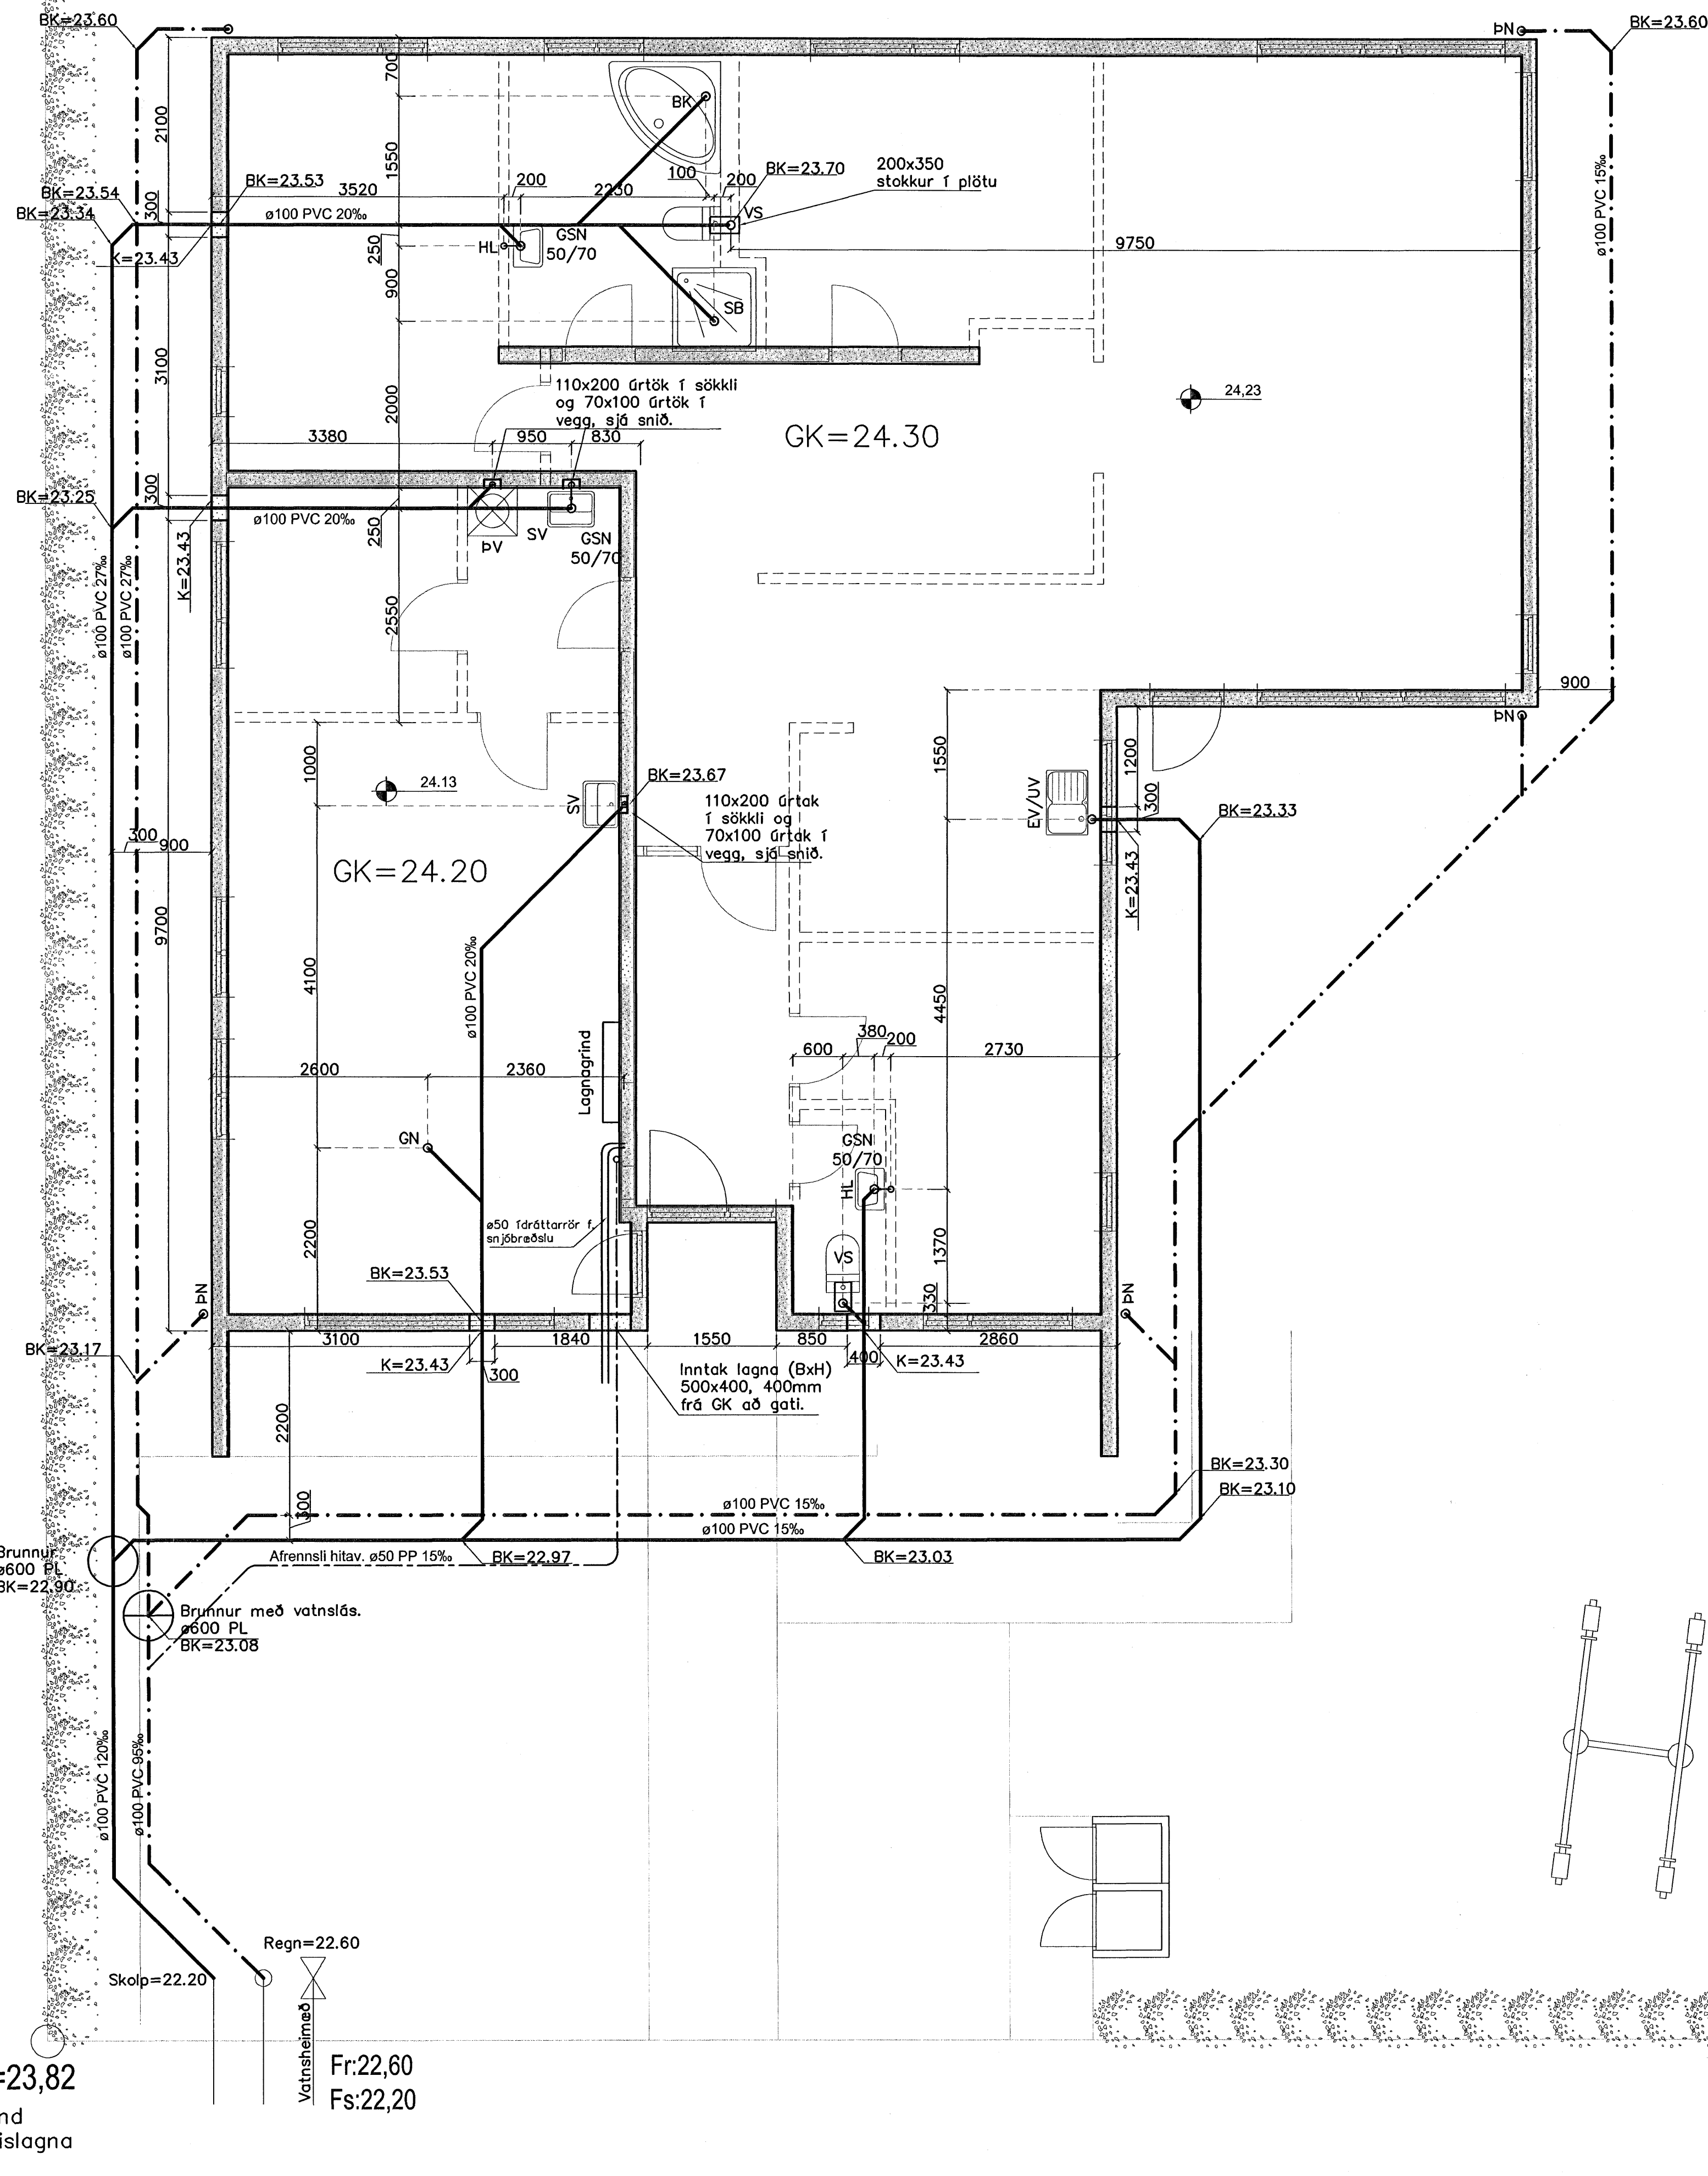 BK=23.60
ÞN
BK=23.60
700
BK
2100
1550
ø100 PVC 15‰
200x350
stokkur í plötu
BK=23.70
100
200
BK=23.53
3520
200
2230
BK=23.54
BK=23.34
300
ø100 PVC 20‰
VS
GSN
50/70
HL
250
9750
K=23.43
900
SB
3100
110x200 úrtök í sökkli
og 70x100 úrtök í
vegg, sjá snið.
2000
24,23
3380
950
830
GK=24.30
BK=23.25
300
ø100 PVC 20‰
250
SV
ÞV
GSN
50/70
K=23.43
ø100 PVC 27‰
ø100 PVC 27‰
2550
900
ÞN
1550
1200
1000
24.13
BK=23.67
SV
110x200 úrtak
í sökkli og
70x100 úrtak í
vegg, sjá snið.
EV/UV
300
BK=23.33
300
900
K=23.43
GK=24.20
9700
ø100 PVC 20‰
4100
4450
Lagnagrind
380
200
600
2730
2600
2360
GN
GSN
50/70
HL
ø50 ídráttarrör f.
snjóbræðslu
2200
1370
VS
BK=23.53
ÞN
330
ÞN
BK=23.17
3100
1840
1550
850
2860
K=23.43
300
400
K=23.43
Inntak lagna (BxH)
500x400, 400mm
frá GK að gati.
2200
BK=23.30
BK=23.10
300
ø100 PVC 15‰
ø100 PVC 15‰
Brunnur
ø600 PL
BK=22.90
Afrennsli hitav. ø50 PP 15‰
BK=22.97
BK=23.03
Brunnur með vatnslás.
ø600 PL
BK=23.08
ø100 PVC 120‰
ø100 PVC 95‰
Regn=22.60
Skolp=22.20
Vatnsheimæð
Fr:22,60
Fs:22,20
=23,82
nd
islagna